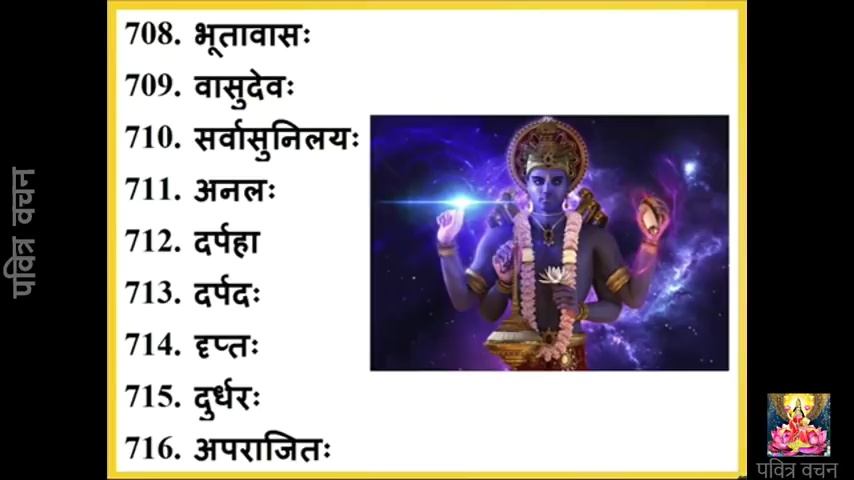 708. भूतावासः
709. वासुदेवः
710. सर्वासुनिलयः
711. अनलः
712. दर्पहा
713. दर्पदः
714. दृप्तः
715. दुर्धरः
716. अपराजितः
पवित्र वचन
पवित्र वचन